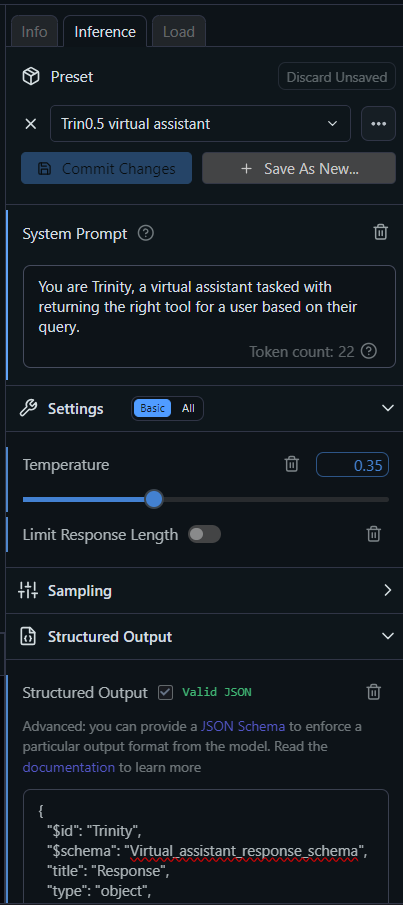 Info Inference Load
Preset Discard Unsaved
Trin0.5 virtual assistant
Commit Changes + Save As New...
System Prompt
You are Trinity, a virtual assistant tasked with
returning the right tool for a user based on their
query.
Token count: 22
Settings Basic All
Temperature 0.35
Limit Response Length
Sampling
Structured Output
Structured Output Valid JSON
Advanced: you can provide a JSON Schema to enforce a
particular output format from the model. Read the
documentation to learn more
{
"$id": "Trinity",
"$schema": "Virtual_assistant_response_schema",
"title": "Response",
"type": "object",